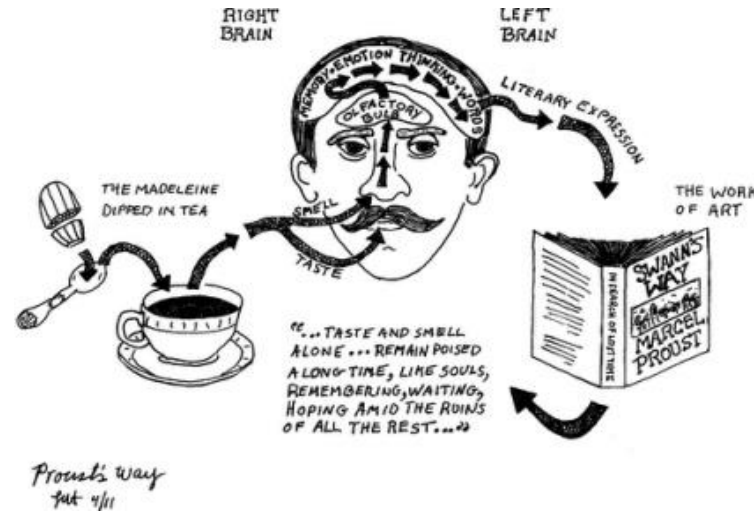 RIGHT
BRAIN
LEFT
BRAIN
MEMORY • EMOTION THINKING • WORDS
OLFACTORY
BULB
LITERARY EXPRESSION
THE MADELEINE
DIPPED IN TEA
SMELL
TASTE
THE WORK
OF ART
SWANN'S
WAY
MARCEL
PROUST
IN SEARCH OF LOST TIME
"...TASTE AND SMELL
ALONE... REMAIN POISED
A LONG TIME, LIKE SOULS,
REMEMBERING, WAITING,
HOPING AMID THE RUINS
OF ALL THE REST...."
Proust's Way
4/11